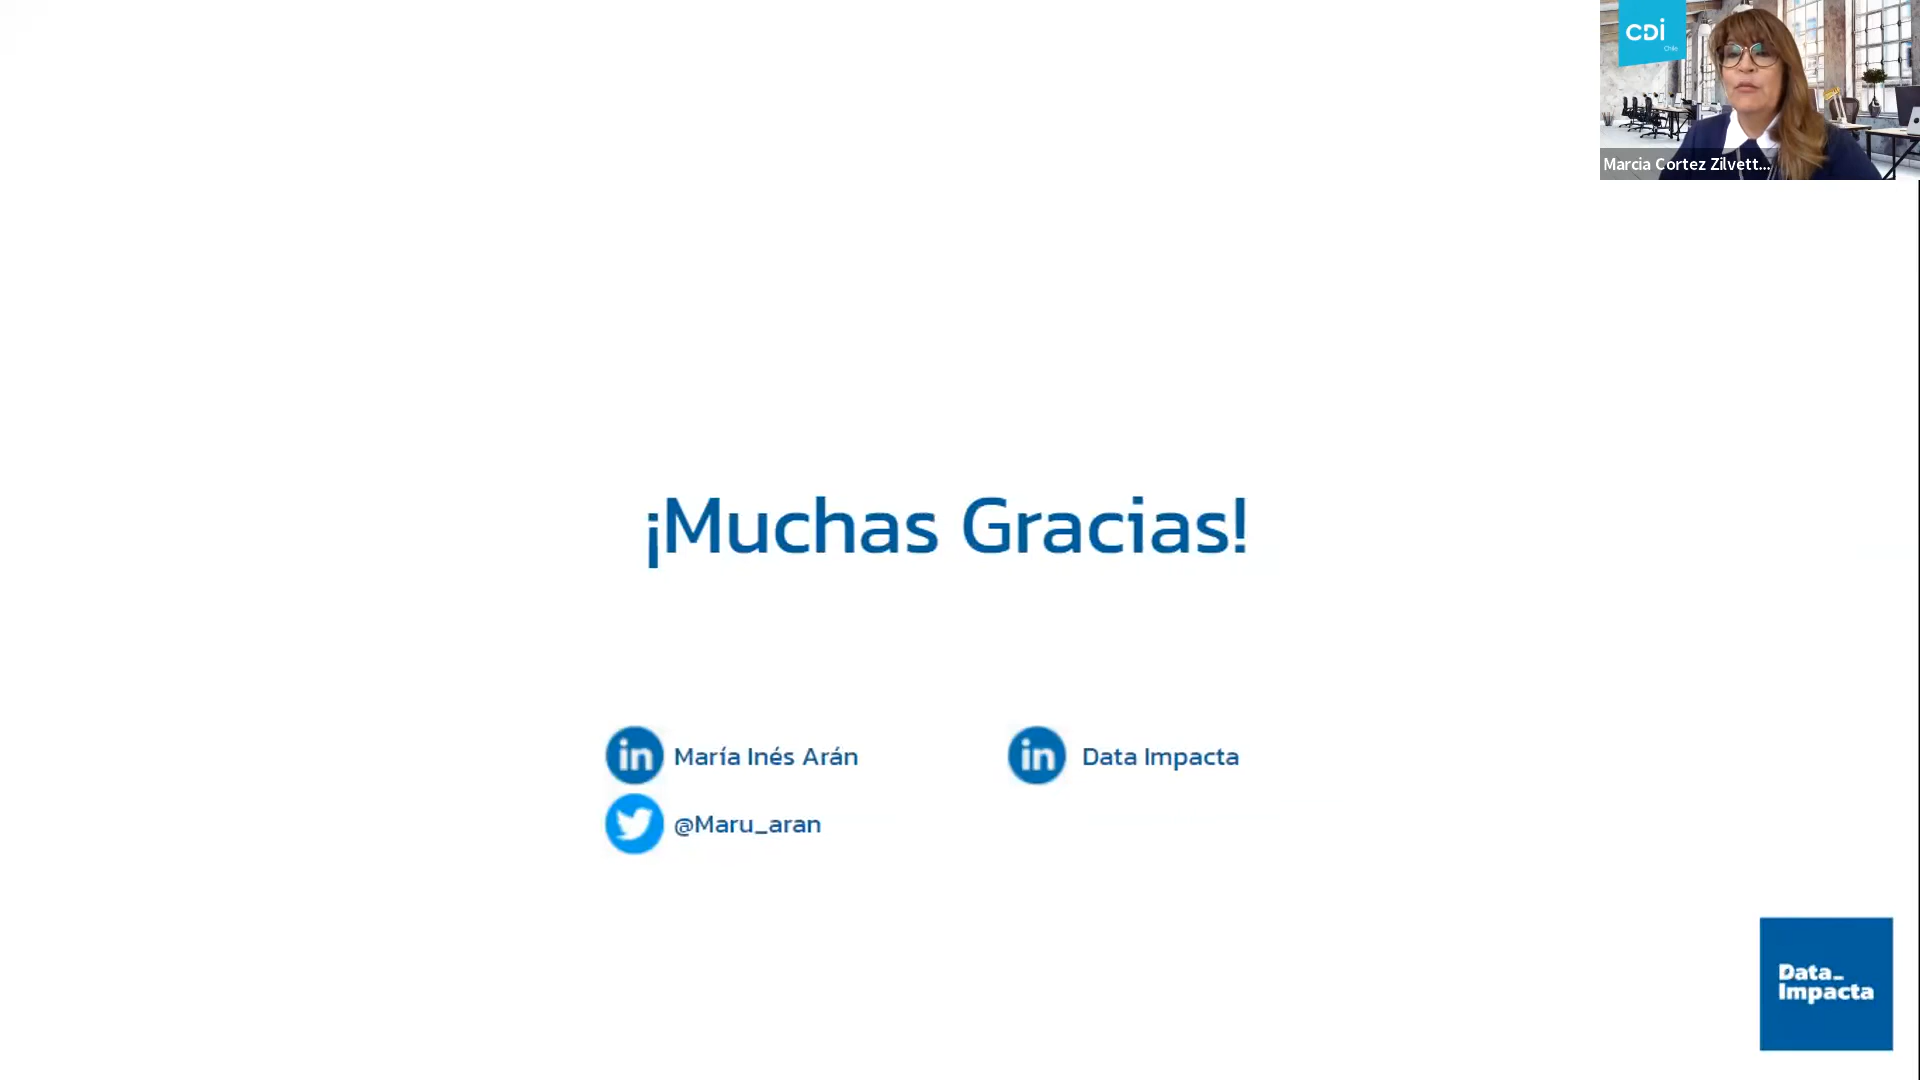 CDI
Chile
Marcia Cortez Zilvett...
¡Muchas Gracias!
María Inés Arán
Data Impacta
@Maru_aran
Data_
Impacta